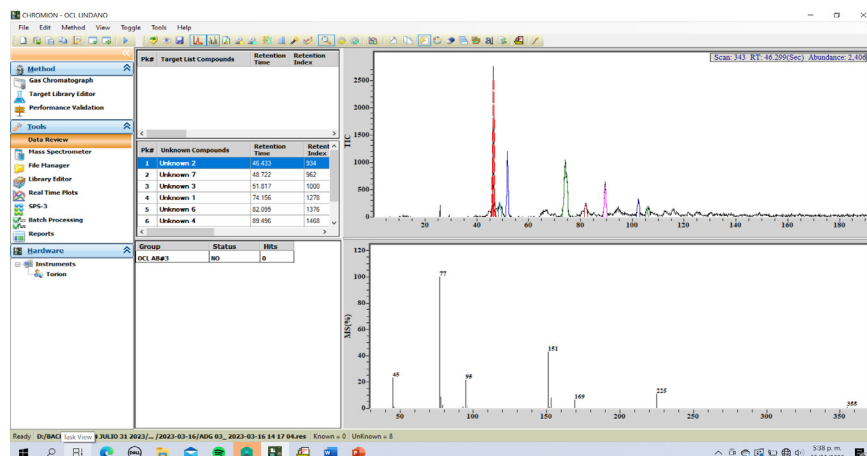 CHROMION - OCL LINDANO
File Edit Method View Toggle Tools Help
Method
Gas Chromatograph
Target Library Editor
Performance Validation
Tools
Data Review
Mass Spectrometer
File Manager
Library Editor
Real Time Plots
SPS-3
Batch Processing
Reports
Hardware
Instruments
Torion
Pk# Target List Compounds Retention Time Retention Index
Pk# Unknown Compounds Retention Time Retent Index
1 Unknown 2 46.433 934
2 Unknown 7 48.722 962
3 Unknown 3 51.817 1000
4 Unknown 1 74.156 1278
5 Unknown 6 82.099 1376
6 Unknown 4 89.496 1468
Group Status Hits
OCL AB#3 NO 0
Scan: 343 RT: 46.299(Sec) Abundance: 2,406
TIC
2500
2000
1500
1000
500
0
20 40 60 80 100 120 140 160 180
MS(%)
120
100
80
60
40
20
0
77
45
95
151
169
225
355
50 100 150 200 250 300 350
Ready D:/BACK
Task View
JULIO 31 2023/... /2023-03-16/ADG 03_ 2023-03-16 14 17 04.res Known = 0 UnKnown = 8
DELL
5:38 p. m.